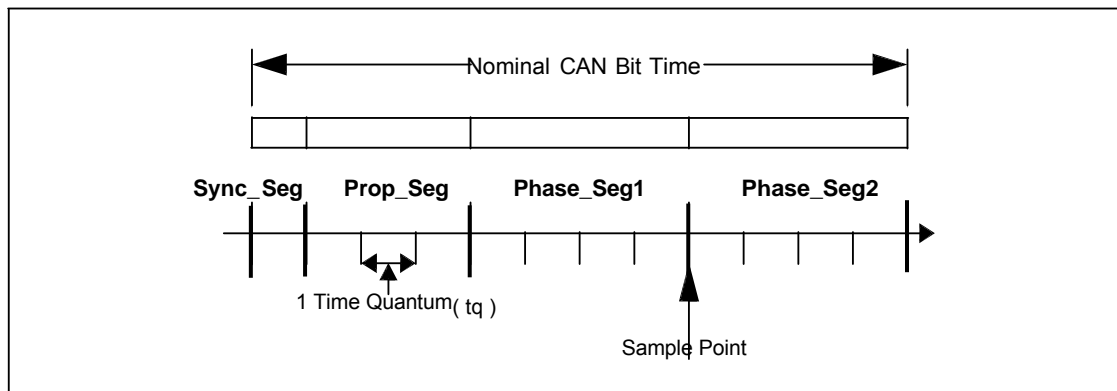 Nominal CAN Bit Time
Sync_Seg Prop_Seg Phase_Seg1 Phase_Seg2
1 Time Quantum ( tq )
Sample Point